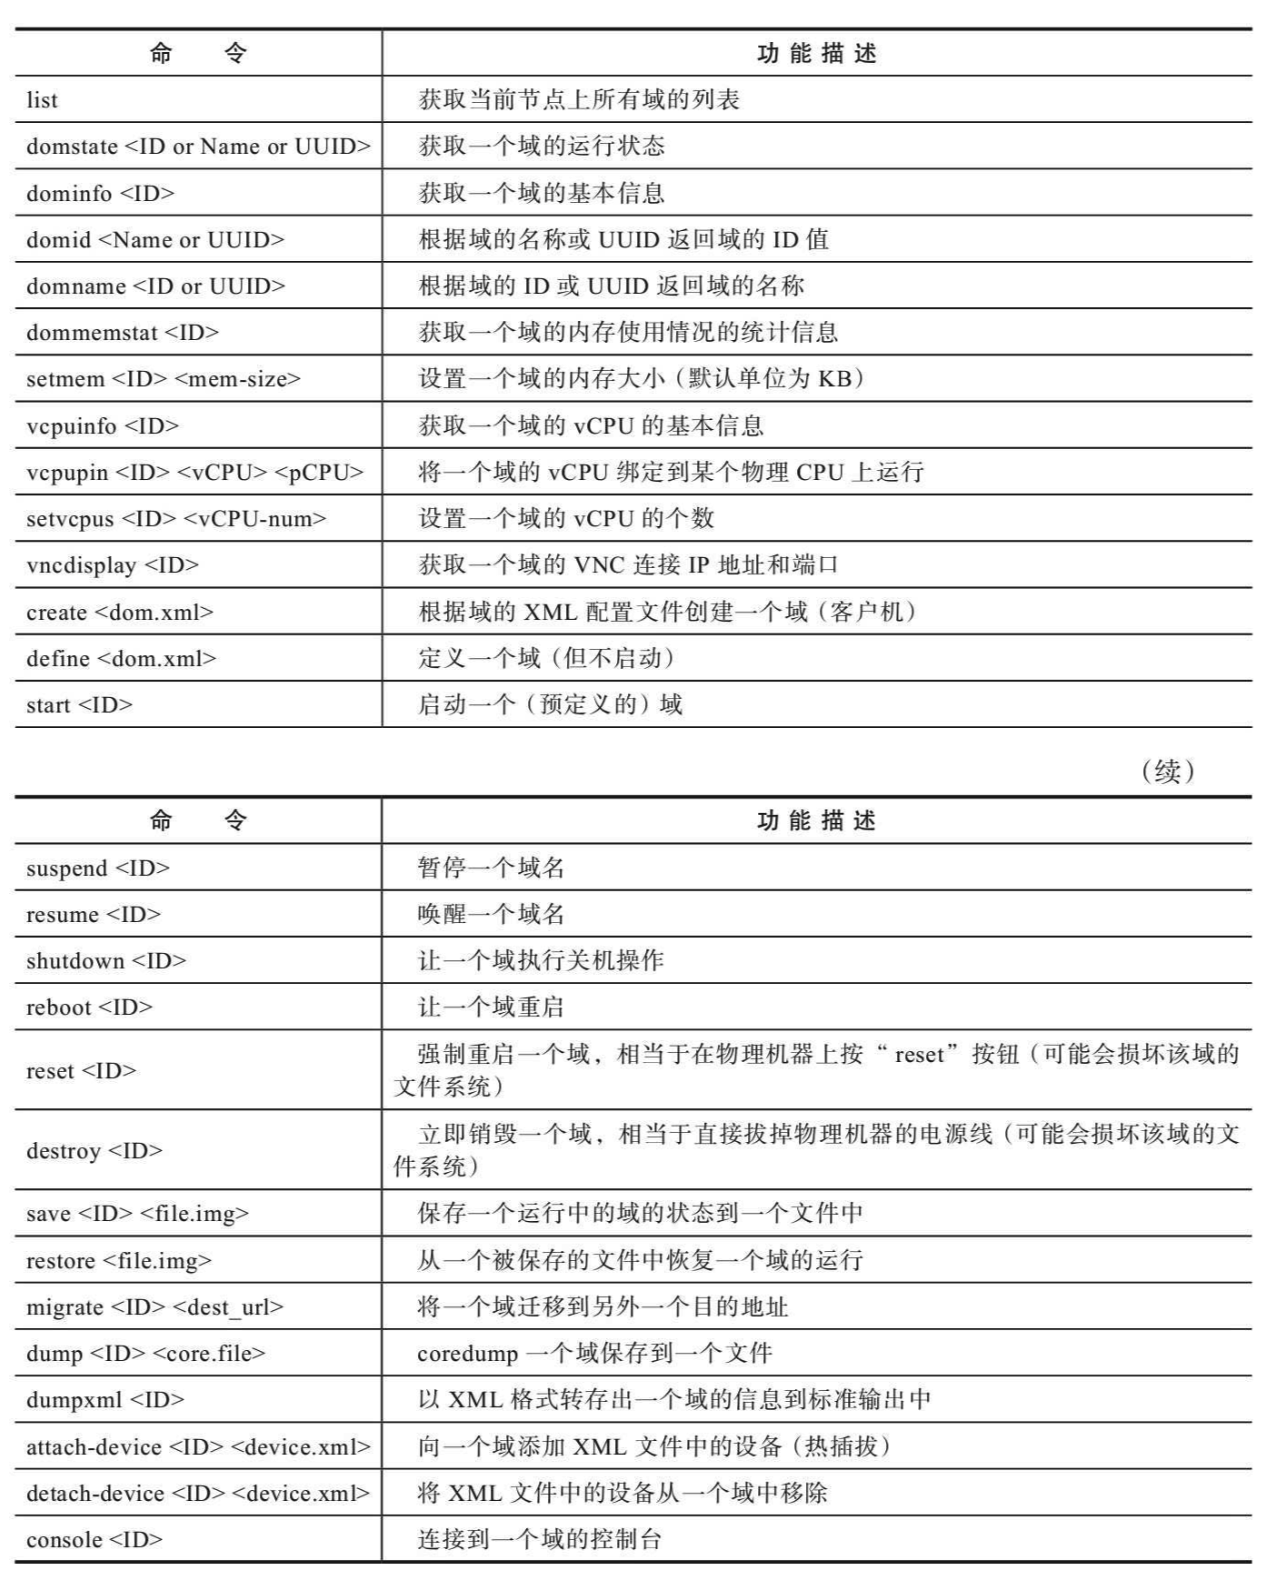 命 令 功能描述
list 获取当前节点上所有域的列表
domstate <ID or Name or UUID> 获取一个域的运行状态
dominfo <ID> 获取一个域的基本信息
domid <Name or UUID> 根据域的名称或 UUID 返回域的 ID 值
domname <ID or UUID> 根据域的 ID 或 UUID 返回域的名称
dommemstat <ID> 获取一个域的内存使用情况的统计信息
setmem <ID> <mem-size> 设置一个域的内存大小（默认单位为 KB）
vcpuinfo <ID> 获取一个域的 vCPU 的基本信息
vcpupin <ID> <vCPU> <pCPU> 将一个域的 vCPU 绑定到某个物理 CPU 上运行
setvcpus <ID> <vCPU-num> 设置一个域的 vCPU 的个数
vncdisplay <ID> 获取一个域的 VNC 连接 IP 地址和端口
create <dom.xml> 根据域的 XML 配置文件创建一个域（客户机）
define <dom.xml> 定义一个域（但不启动）
start <ID> 启动一个（预定义的）域
（续）
命 令 功能描述
suspend <ID> 暂停一个域名
resume <ID> 唤醒一个域名
shutdown <ID> 让一个域执行关机操作
reboot <ID> 让一个域重启
reset <ID> 强制重启一个域，相当于在物理机器上按“ reset”按钮（可能会损坏该域的
文件系统）
destroy <ID> 立即销毁一个域，相当于直接拔掉物理机器的电源线（可能会损坏该域的文
件系统）
save <ID> <file.img> 保存一个运行中的域的状态到一个文件中
restore <file.img> 从一个被保存的文件中恢复一个域的运行
migrate <ID> <dest_url> 将一个域迁移到另外一个目的地址
dump <ID> <core.file> coredump 一个域保存到一个文件
dumpxml <ID> 以 XML 格式转存出一个域的信息到标准输出中
attach-device <ID> <device.xml> 向一个域添加 XML 文件中的设备（热插拔）
detach-device <ID> <device.xml> 将 XML 文件中的设备从一个域中移除
console <ID> 连接到一个域的控制台